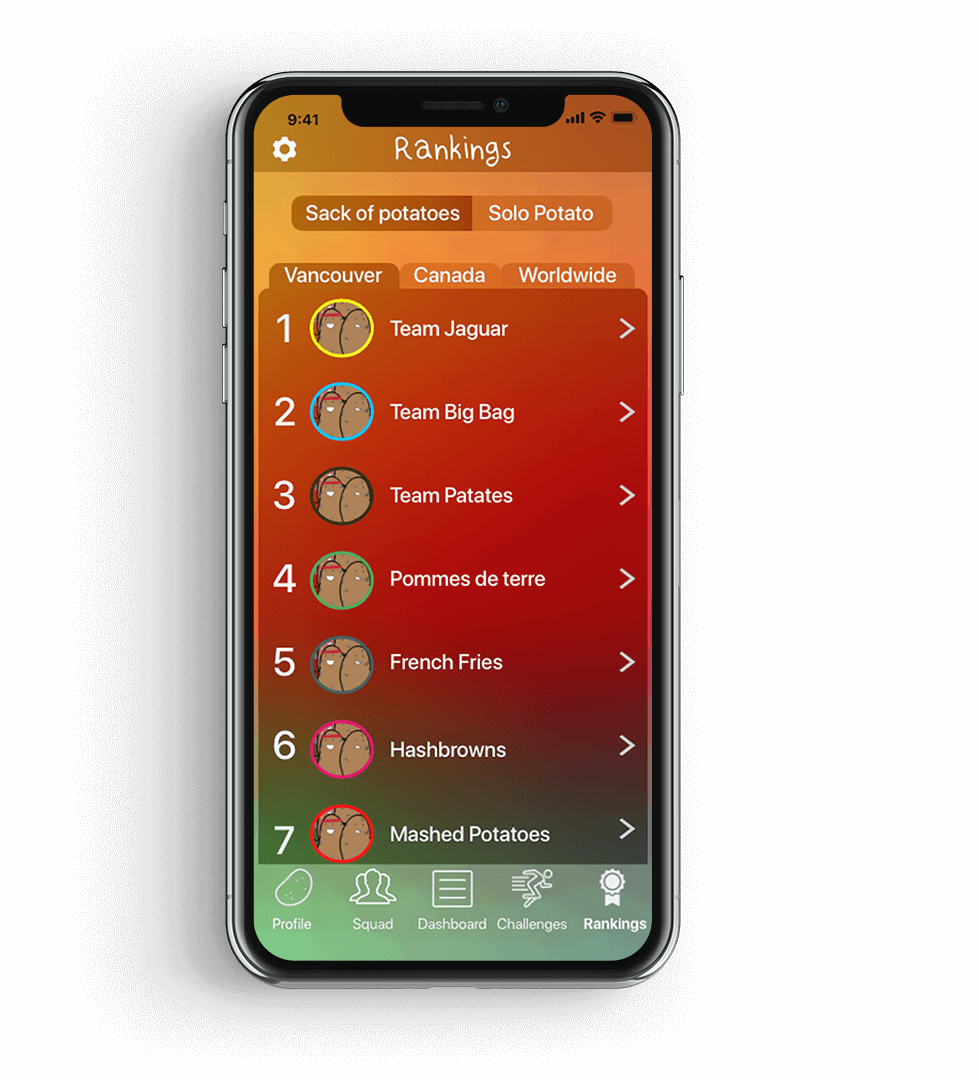 9:41
Rankings
Sack of potatoes Solo Potato
Vancouver Canada Worldwide
1 Team Jaguar
2 Team Big Bag
3 Team Patates
4 Pommes de terre
5 French Fries
6 Hashbrowns
7 Mashed Potatoes
Profile Squad Dashboard Challenges Rankings